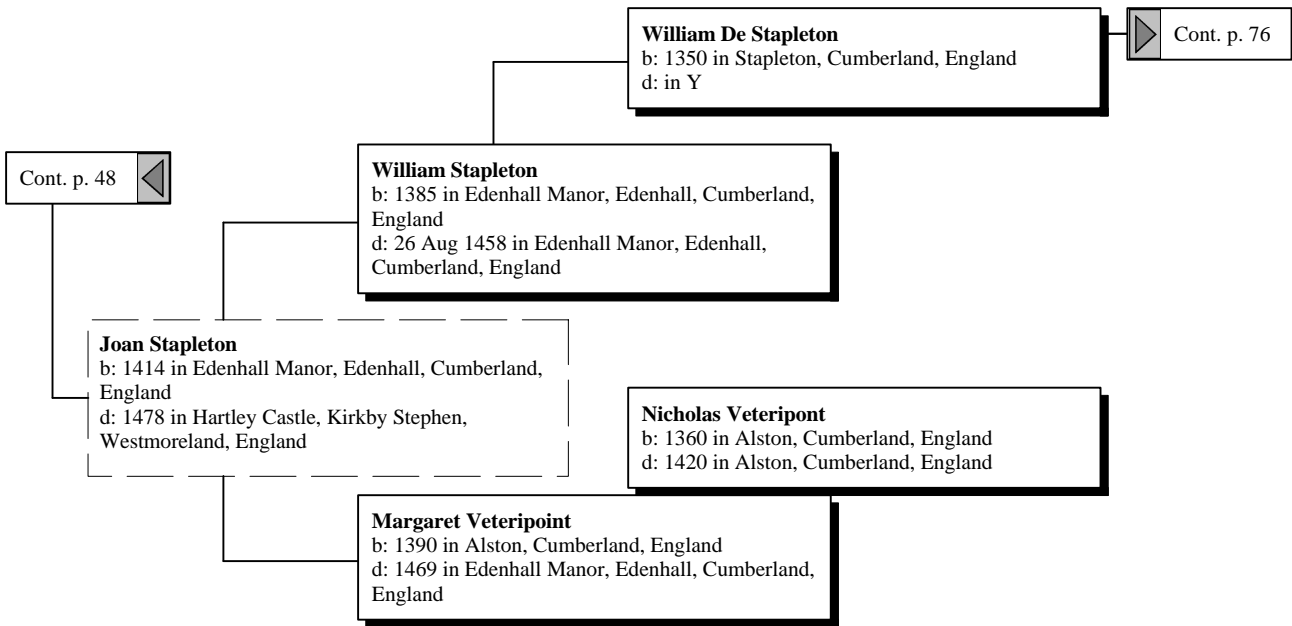 William De Stapleton
b: 1350 in Stapleton, Cumberland, England
d: in Y
Cont. p. 76
William Stapleton
b: 1385 in Edenhall Manor, Edenhall, Cumberland,
England
d: 26 Aug 1458 in Edenhall Manor, Edenhall,
Cumberland, England
Cont. p. 48
Joan Stapleton
b: 1414 in Edenhall Manor, Edenhall, Cumberland,
England
d: 1478 in Hartley Castle, Kirkby Stephen,
Westmoreland, England
Nicholas Veteripont
b: 1360 in Alston, Cumberland, England
d: 1420 in Alston, Cumberland, England
Margaret Veteripoint
b: 1390 in Alston, Cumberland, England
d: 1469 in Edenhall Manor, Edenhall, Cumberland,
England